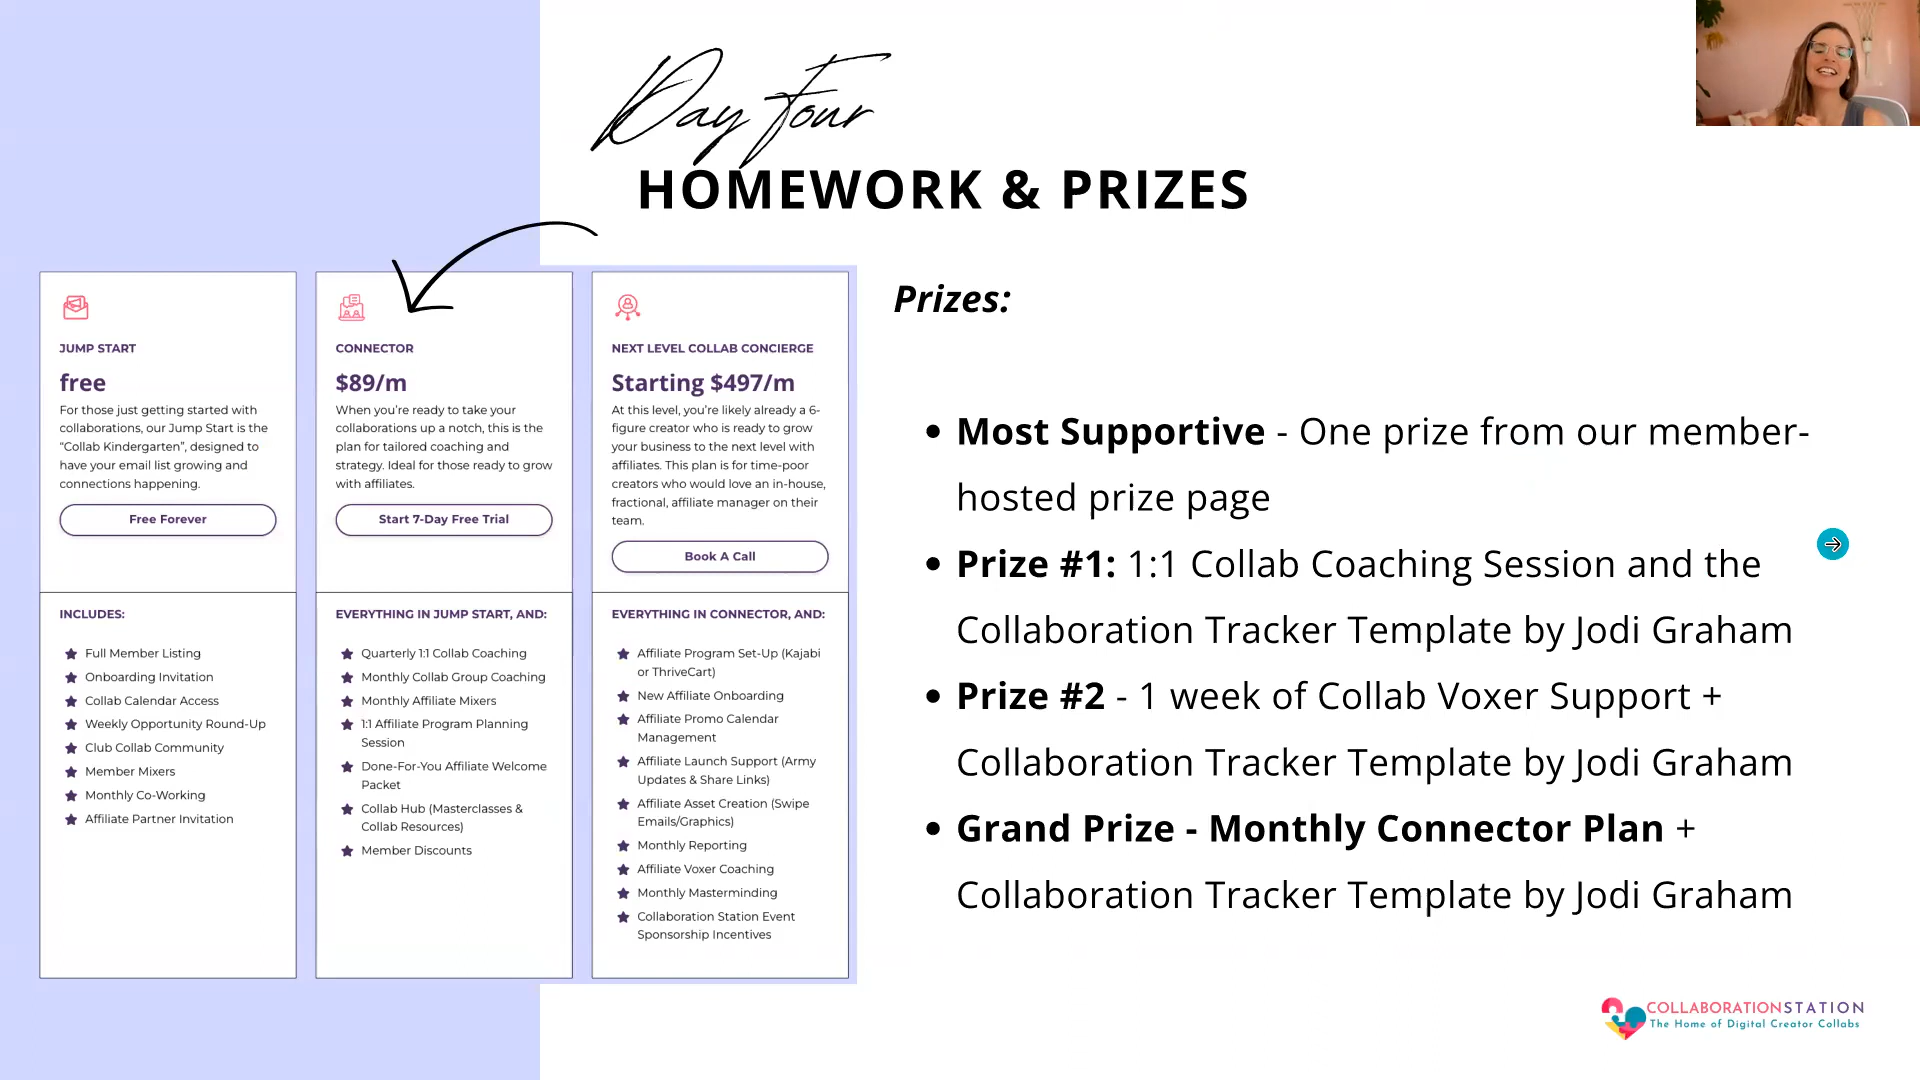 Day Four
HOMEWORK & PRIZES
JUMP START
free
For those just getting started with
collaborations, our Jump Start is the
“Collab Kindergarten”, designed to
have your email list growing and
connections happening.
Free Forever
INCLUDES:
Full Member Listing
Onboarding Invitation
Collab Calendar Access
Weekly Opportunity Round-Up
Club Collab Community
Member Mixers
Monthly Co-Working
Affiliate Partner Invitation
CONNECTOR
$89/m
When you’re ready to take your
collaborations up a notch, this is the
plan for tailored coaching and
strategy. Ideal for those ready to grow
with affiliates.
Start 7-Day Free Trial
EVERYTHING IN JUMP START, AND:
Quarterly 1:1 Collab Coaching
Monthly Collab Group Coaching
Monthly Affiliate Mixers
1:1 Affiliate Program Planning
Session
Done-For-You Affiliate Welcome
Packet
Collab Hub (Masterclasses &
Collab Resources)
Member Discounts
NEXT LEVEL COLLAB CONCIERGE
Starting $497/m
At this level, you’re likely already a 6-
figure creator who is ready to grow
your business to the next level with
affiliates. This plan is for time-poor
creators who would love an in-house,
fractional, affiliate manager on their
team.
Book A Call
EVERYTHING IN CONNECTOR, AND:
Affiliate Program Set-Up (Kajabi
or ThriveCart)
New Affiliate Onboarding
Affiliate Promo Calendar
Management
Affiliate Launch Support (Army
Updates & Share Links)
Affiliate Asset Creation (Swipe
Emails/Graphics)
Monthly Reporting
Affiliate Voxer Coaching
Monthly Masterminding
Collaboration Station Event
Sponsorship Incentives
Prizes:
Most Supportive - One prize from our member-
hosted prize page
Prize #1: 1:1 Collab Coaching Session and the
Collaboration Tracker Template by Jodi Graham
Prize #2 - 1 week of Collab Voxer Support +
Collaboration Tracker Template by Jodi Graham
Grand Prize - Monthly Connector Plan +
Collaboration Tracker Template by Jodi Graham
COLLABORATIONSTATION
The Home of Digital Creator Collabs